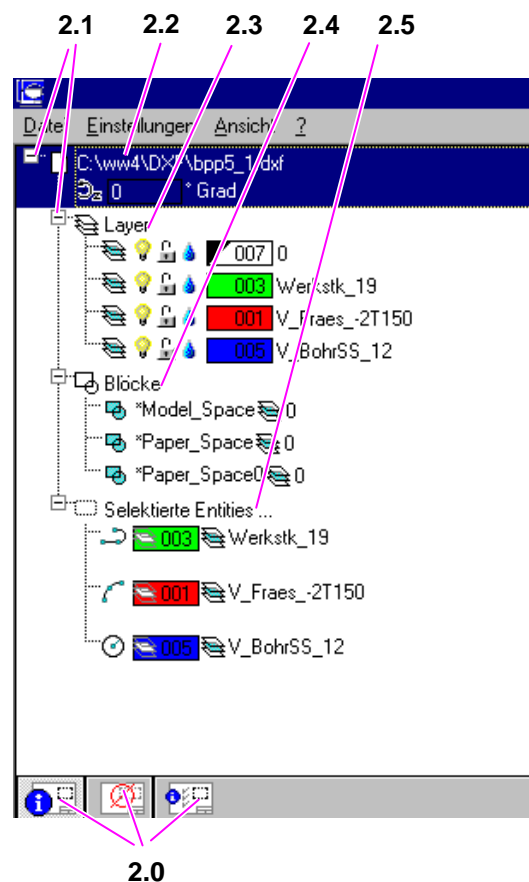 2.1 2.2 2.3 2.4 2.5
Datei Einstellungen Ansicht ?
C:\ww4\DXF\bpp5_1.dxf
0 ° Grad
Layer
007 0
003 Werkstk_19
001 V_Fraes_-2T150
005 V_BohrSS_12
Blöcke
*Model_Space 0
*Paper_Space 0
*Paper_Space0 0
Selektierte Entities ...
003 Werkstk_19
001 V_Fraes_-2T150
005 V_BohrSS_12
2.0